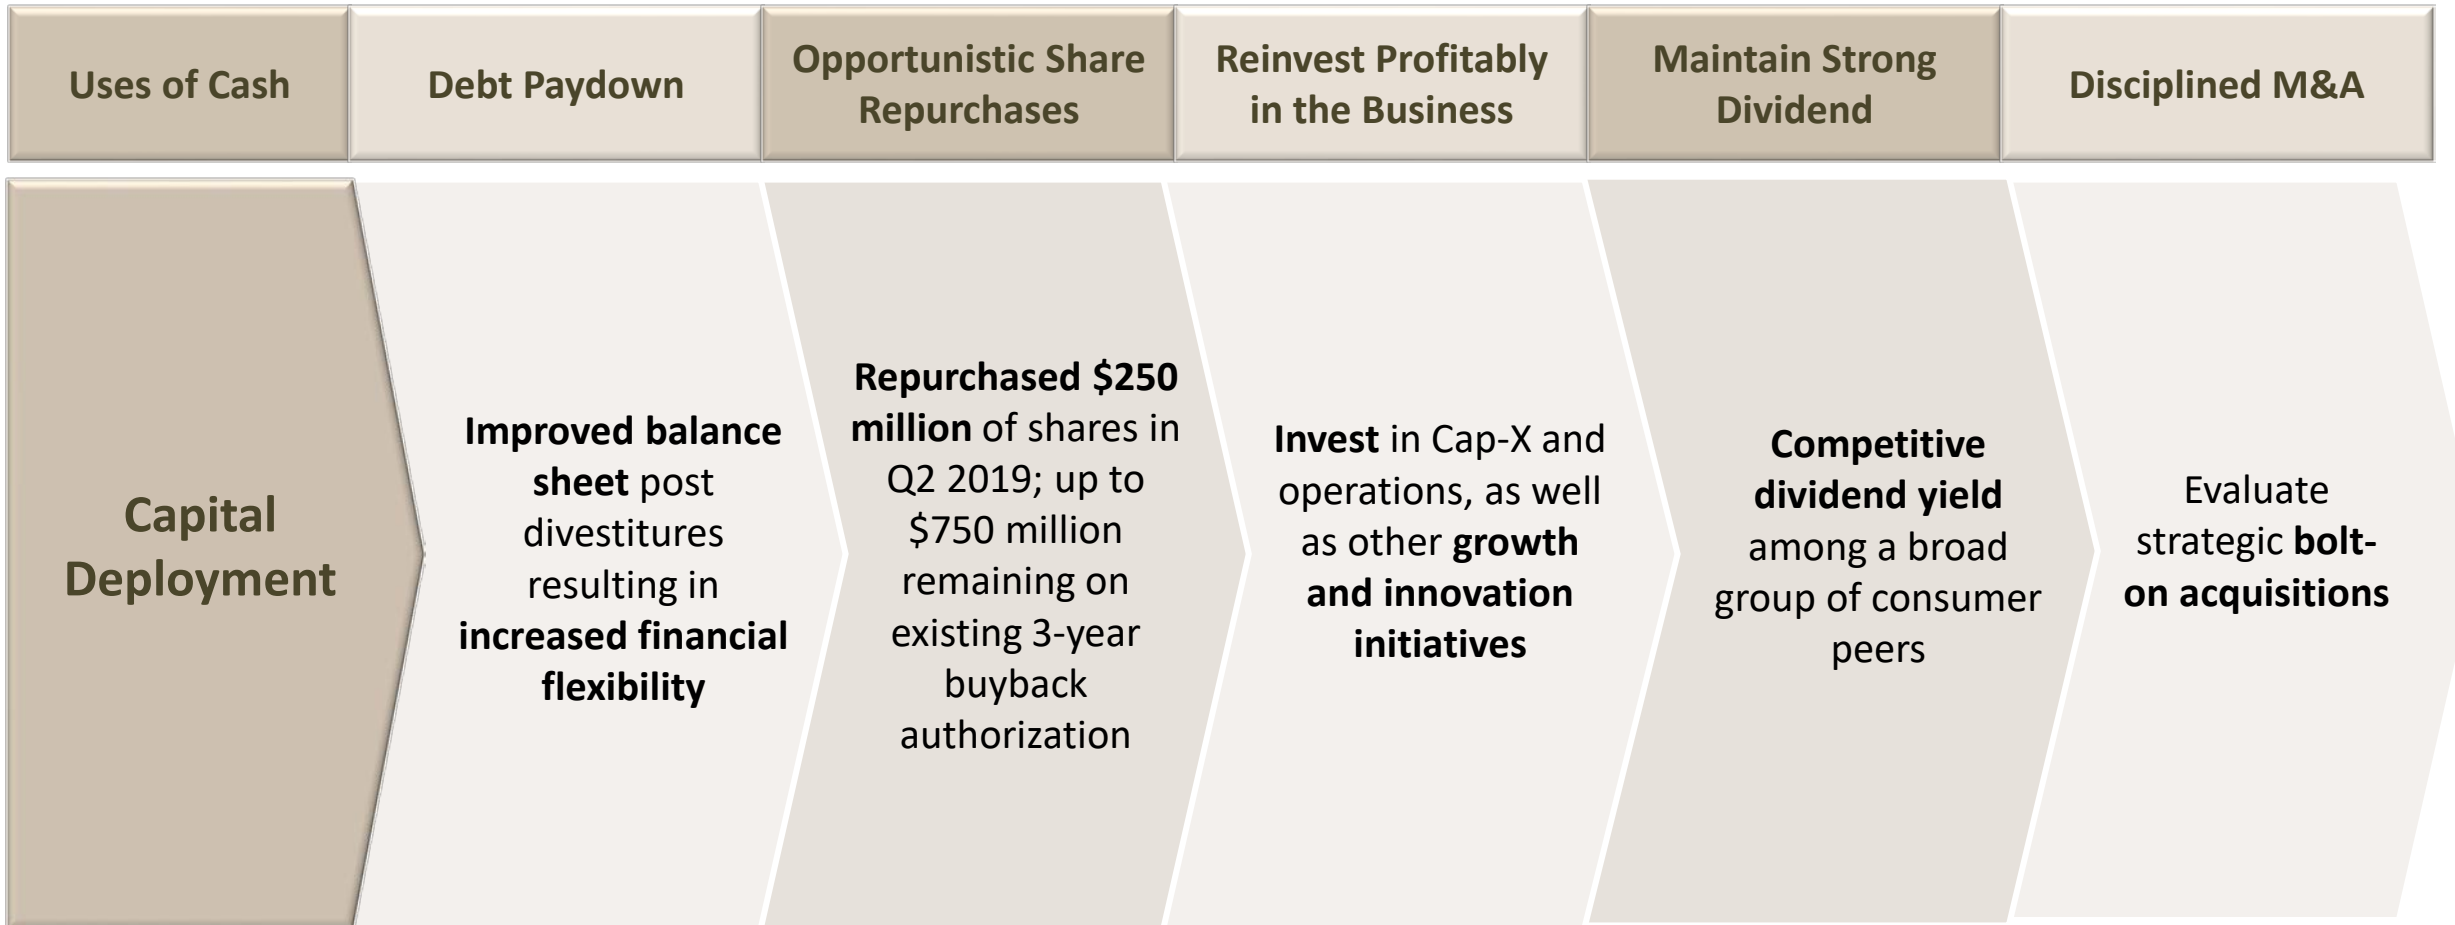 Uses of Cash
Debt Paydown
Opportunistic Share
Repurchases
Reinvest Profitably
in the Business
Maintain Strong
Dividend
Disciplined M&A
Capital
Deployment
Improved balance
sheet post
divestitures
resulting in
increased financial
flexibility
Repurchased $250
million of shares in
Q2 2019; up to
$750 million
remaining on
existing 3-year
buyback
authorization
Invest in Cap-X and
operations, as well
as other growth
and innovation
initiatives
Competitive
dividend yield
among a broad
group of consumer
peers
Evaluate
strategic bolt-
on acquisitions